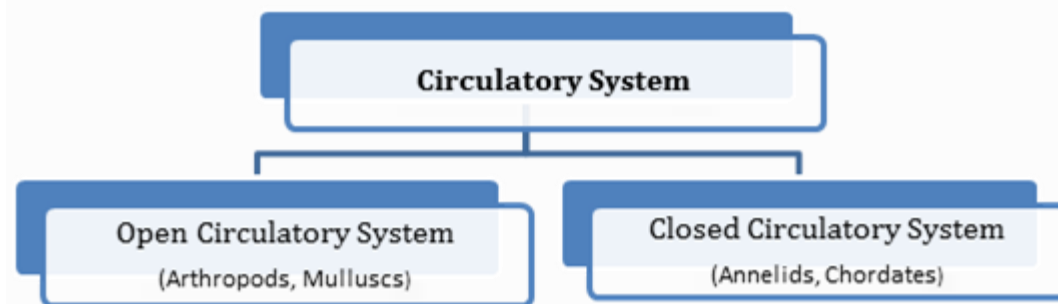 Circulatory System
Open Circulatory System
(Arthropods, Mulluscs)
Closed Circulatory System
(Annelids, Chordates)